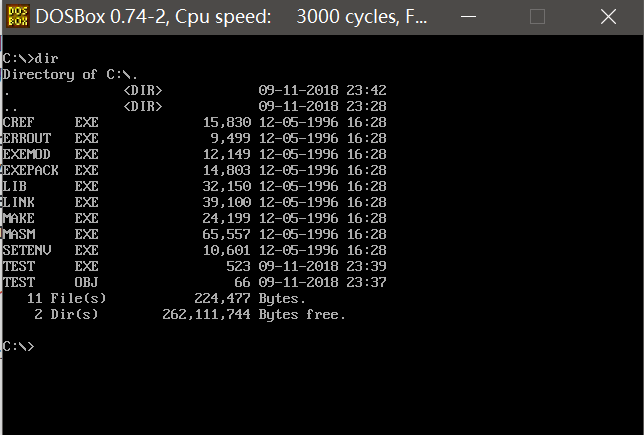 DOS BOX DOSBox 0.74-2, Cpu speed: 3000 cycles, F...
C:\>dir
Directory of C:\.
. <DIR> 09-11-2018 23:42
.. <DIR> 09-11-2018 23:28
CREF EXE 15,830 12-05-1996 16:28
ERROUT EXE 9,499 12-05-1996 16:28
EXEMOD EXE 12,149 12-05-1996 16:28
EXEPACK EXE 14,803 12-05-1996 16:28
LIB EXE 32,150 12-05-1996 16:28
LINK EXE 39,100 12-05-1996 16:28
MAKE EXE 24,199 12-05-1996 16:28
MASM EXE 65,557 12-05-1996 16:28
SETENV EXE 10,601 12-05-1996 16:28
TEST EXE 523 09-11-2018 23:39
TEST OBJ 66 09-11-2018 23:37
11 File(s) 224,477 Bytes.
2 Dir(s) 262,111,744 Bytes free.
C:\>